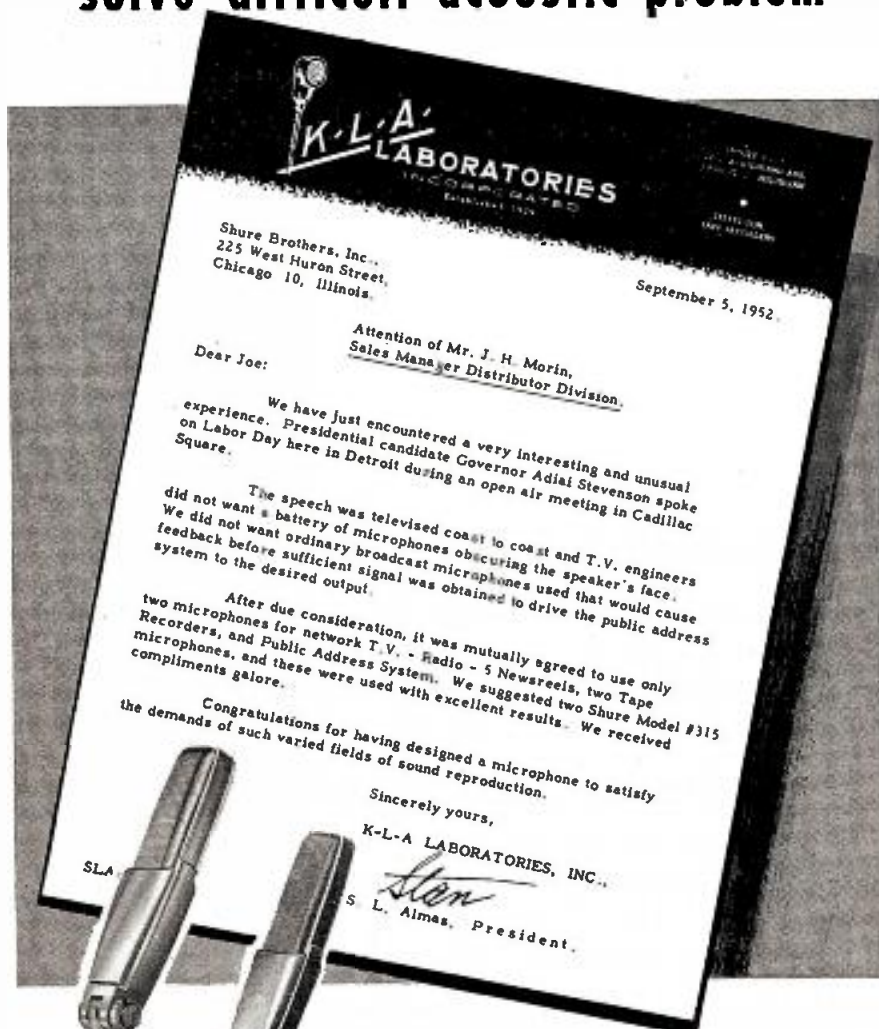 solve difficult acoustic problem
K·L·A·
LABORATORIES
INCORPORATED
Shure Brothers, Inc.,
225 West Huron Street,
Chicago 10, Illinois.
September 5, 1952.
Attention of Mr. J. H. Morin,
Sales Manager Distributor Division.
Dear Joe:
We have just encountered a very interesting and unusual
experience. Presidential candidate Governor Adlai Stevenson spoke
on Labor Day here in Detroit during an open air meeting in Cadillac
Square.
The speech was televised coast to coast and T.V. engineers
did not want a battery of microphones obscuring the speaker's face.
We did not want ordinary broadcast microphones used that would cause
feedback before sufficient signal was obtained to drive the public address
system to the desired output.
After due consideration, it was mutually agreed to use only
two microphones for network T.V. - Radio - 5 Newsreels, two Tape
Recorders, and Public Address System. We suggested two Shure Model #315
microphones, and these were used with excellent results. We received
compliments galore.
Congratulations for having designed a microphone to satisfy
the demands of such varied fields of sound reproduction.
Sincerely yours,
K-L-A LABORATORIES, INC.,
Stan
SLA
S. L. Almas, President.